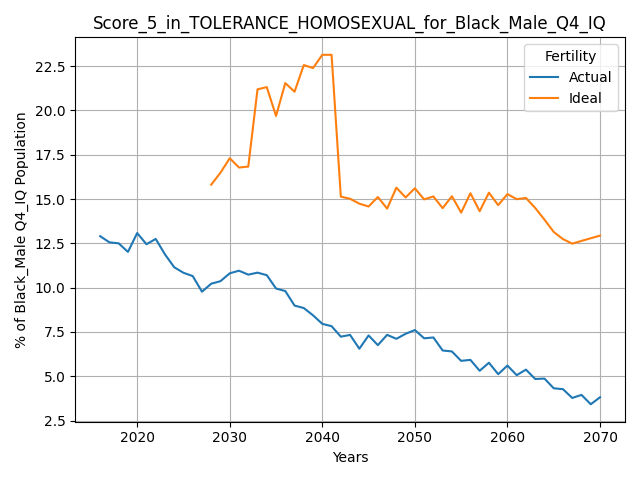 Score_5_in_TOLERANCE_HOMOSEXUAL_for_Black_Male_Q4_IQ
Fertility
Actual
Ideal
% of Black_Male Q4_IQ Population
22.5
20.0
17.5
15.0
12.5
10.0
7.5
5.0
2.5
2020 2030 2040 2050 2060 2070
Years